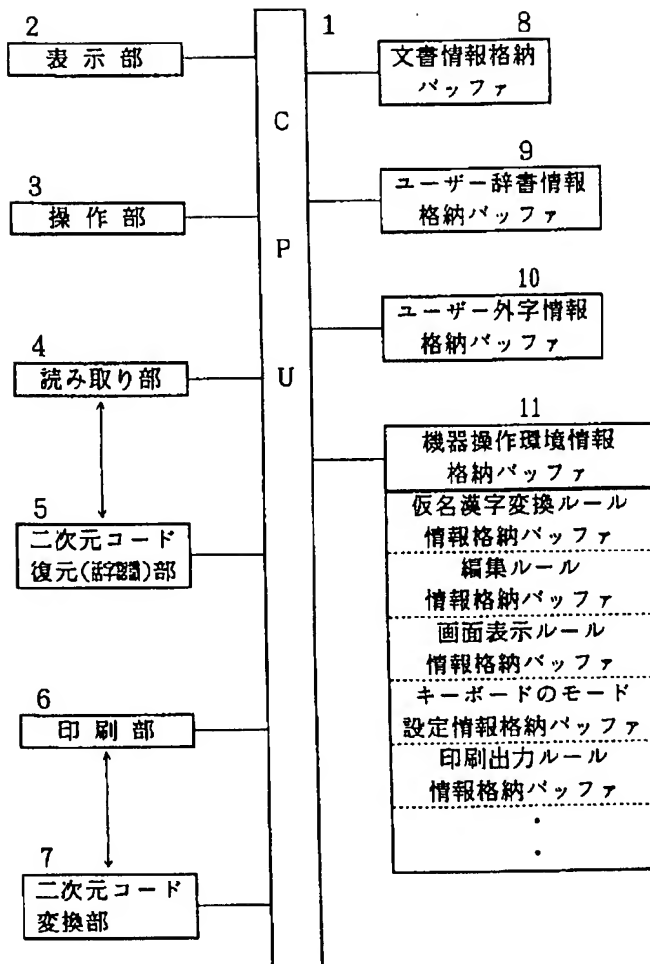 1
CPU
2
表示部
3
操作部
4
読み取り部
5
二次元コード
復元(活字認識)部
6
印刷部
7
二次元コード
変換部
8
文書情報格納
バッファ
9
ユーザー辞書情報
格納バッファ
10
ユーザー外字情報
格納バッファ
11
機器操作環境情報
格納バッファ
仮名漢字変換ルール
情報格納バッファ
編集ルール
情報格納バッファ
画面表示ルール
情報格納バッファ
キーボードのモード
設定情報格納バッファ
印刷出力ルール
情報格納バッファ
・
・